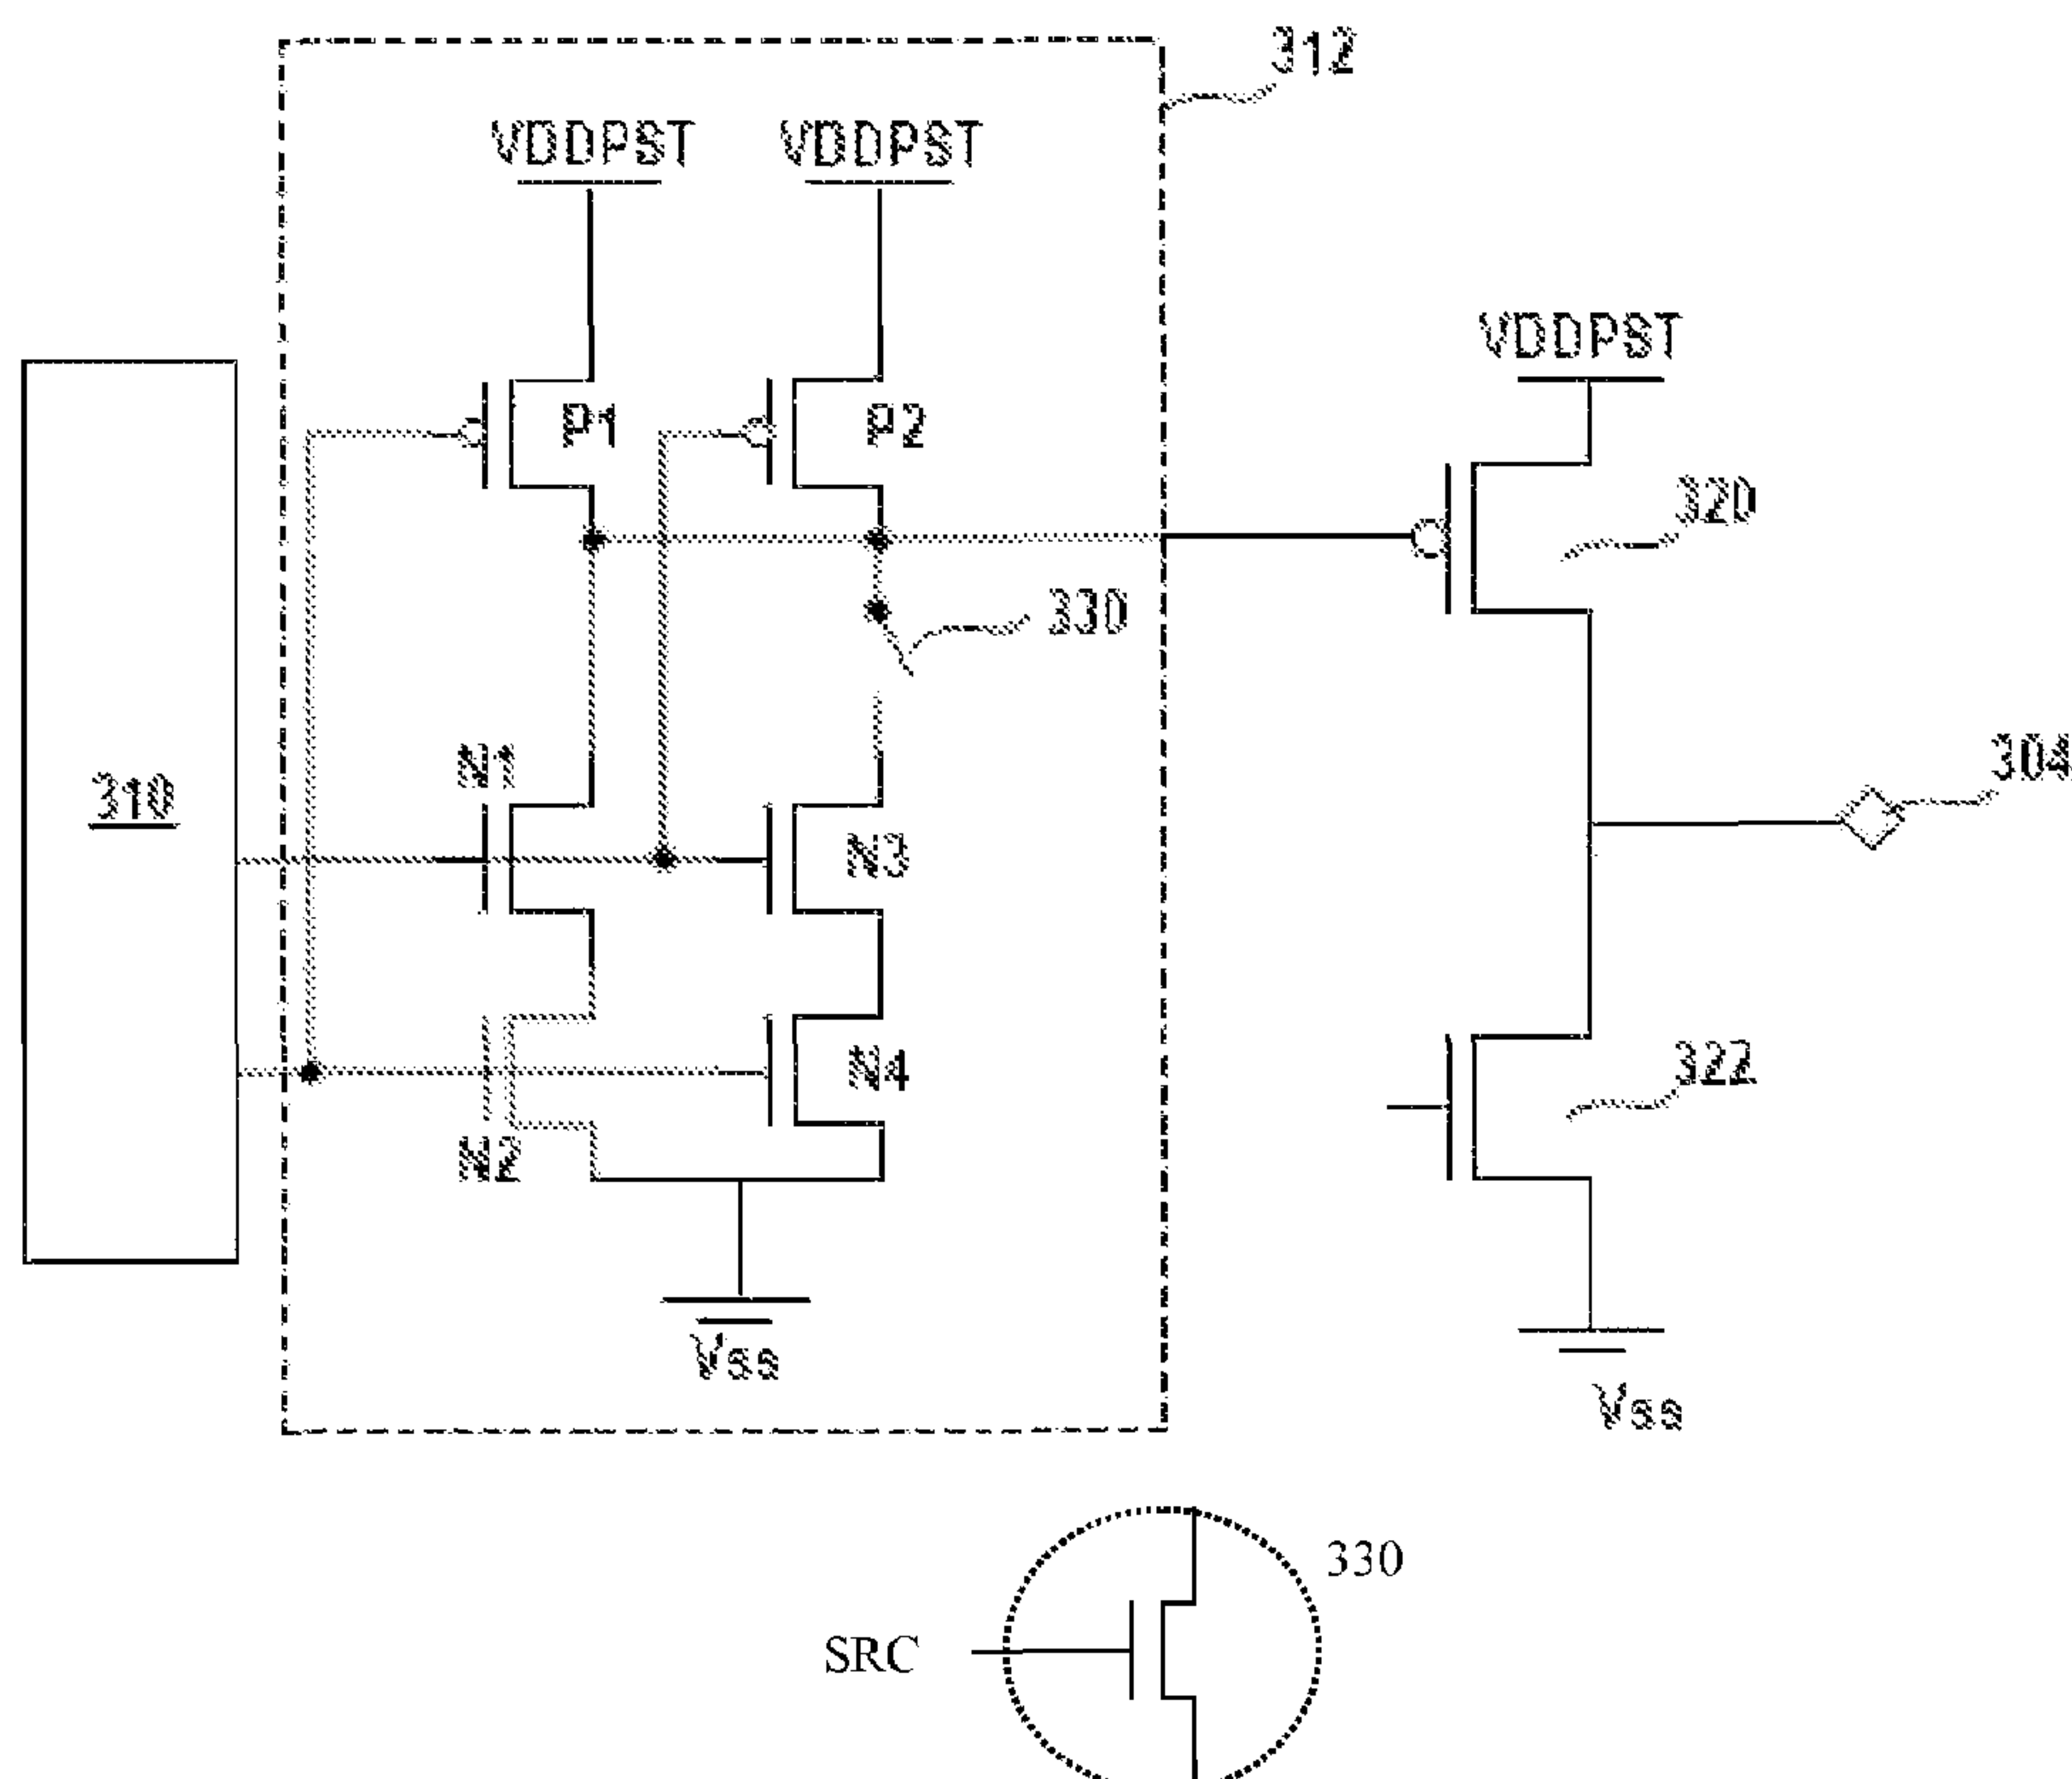 312
VDDPST VDDPST
VDDPST
P1 P2
320
330
N1
304
310
N3
N4
322
N2
Vss
Vss
330
SRC